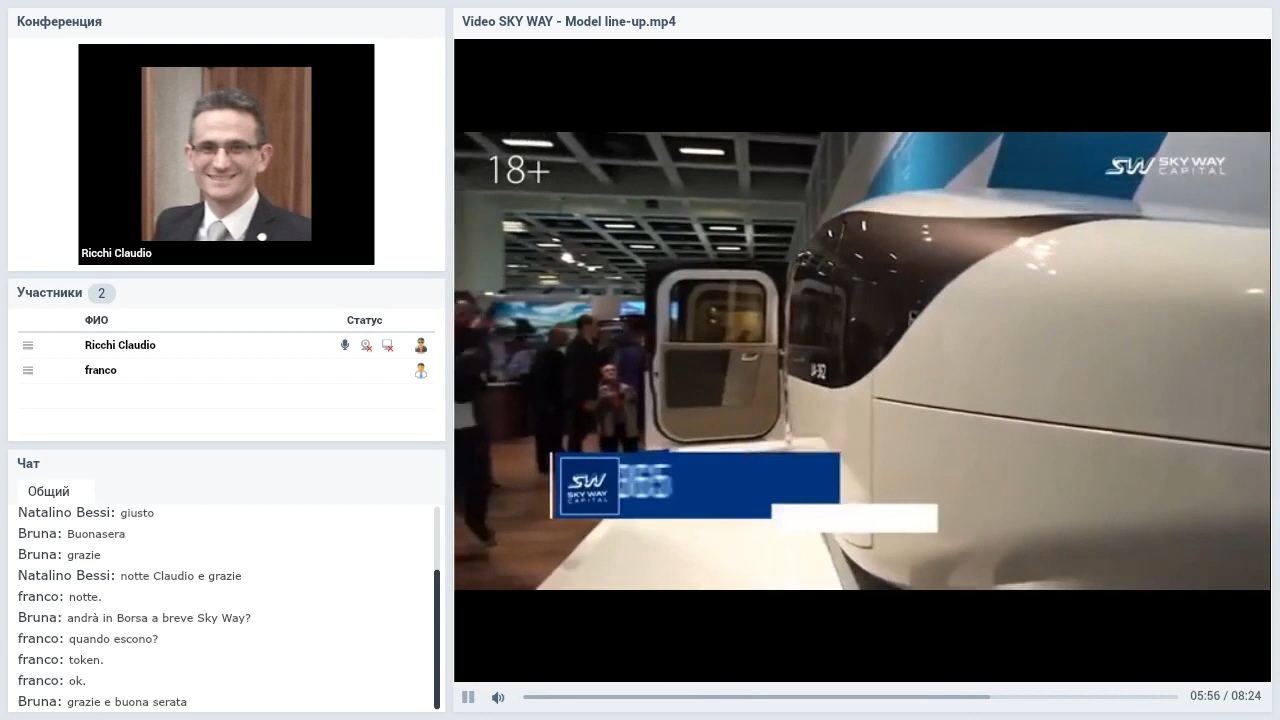 Конференция
Ricchi Claudio
Участники 2
ФИО Статус
Ricchi Claudio
franco
Чат
Общий
Natalino Bessi: giusto
Bruna: Buonasera
Bruna: grazie
Natalino Bessi: notte Claudio e grazie
franco: notte.
Bruna: andrà in Borsa a breve Sky Way?
franco: quando escono?
franco: token.
franco: ok.
Bruna: grazie e buona serata
Video SKY WAY - Model line-up.mp4
18+
SW SKY WAY
CAPITAL
SW
SKY WAY
CAPITAL
05:56 / 08:24